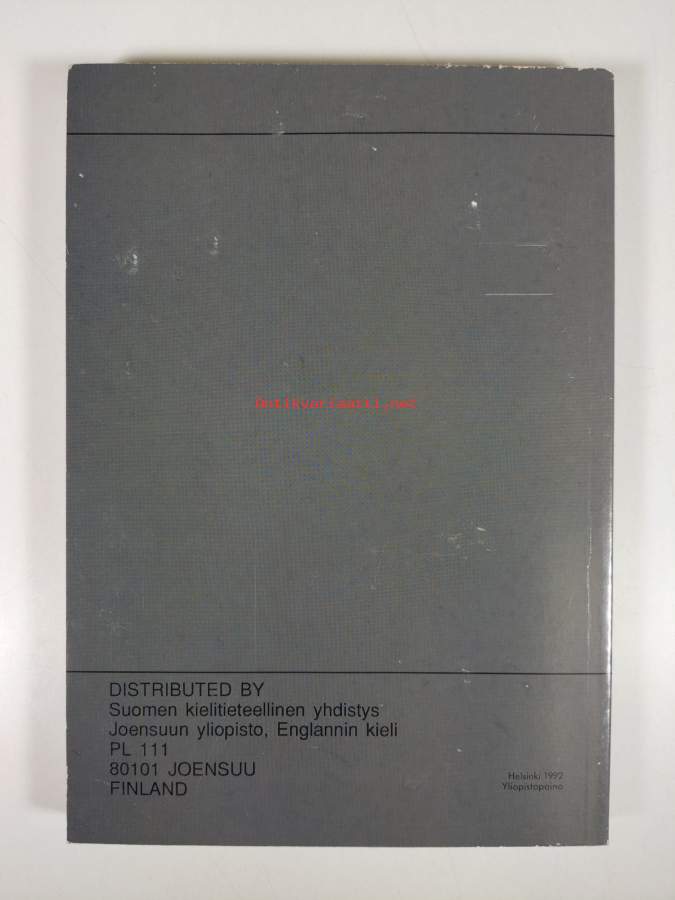 Antikvariaatti.net
DISTRIBUTED BY
Suomen kielitieteellinen yhdistys
Joensuun yliopisto, Englannin kieli
PL 111
80101 JOENSUU
FINLAND
Helsinki 1992
Yliopistopaino